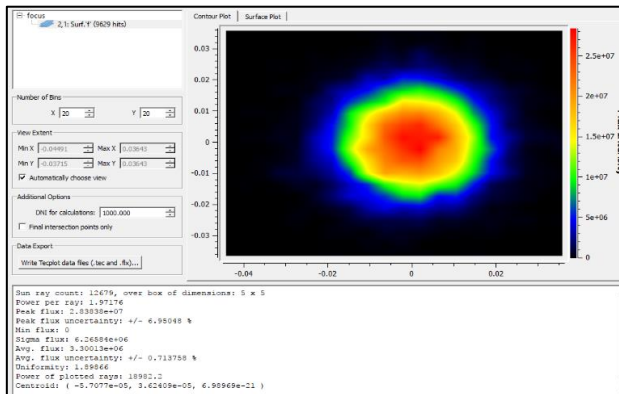 focus
2,1: Surf.'f' (9629 hits)
Number of Bins
X 20 Y 20
View Extent
Min X -0.04491 Max X 0.03643
Min Y -0.03715 Max Y 0.03643
Automatically choose view
Additional Options
DNI for calculations: 1000.000
Final intersection points only
Data Export
Write Tecplot data files (.tec and .flx)...
Contour Plot Surface Plot
0.03
0.02
0.01
0
-0.01
-0.02
-0.03
-0.04 -0.02 0 0.02
2.5e+07
2e+07
1.5e+07
1e+07
5e+06
0
Sun ray count: 12679, over box of dimensions: 5 x 5
Power per ray: 1.97176
Peak flux: 2.83838e+07
Peak flux uncertainty: +/- 6.95048 %
Min flux: 0
Sigma flux: 6.26584e+06
Avg. flux: 3.30013e+06
Avg. flux uncertainty: +/- 0.713758 %
Uniformity: 1.89866
Power of plotted rays: 18982.2
Centroid: ( -5.7077e-05, 3.62409e-05, 6.98969e-21 )